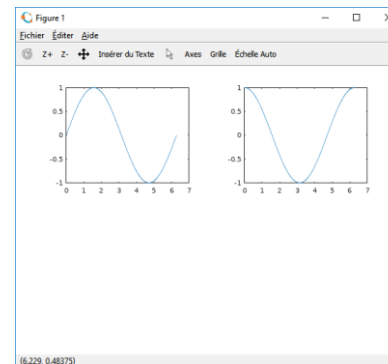 Figure 1
Fichier Éditer Aide
Z+ Z- Insérer du Texte Axes Grille Échelle Auto
1
0.5
0
-0.5
-1
0 1 2 3 4 5 6 7
1
0.5
0
-0.5
-1
0 1 2 3 4 5 6 7
(6.229, 0.48375)